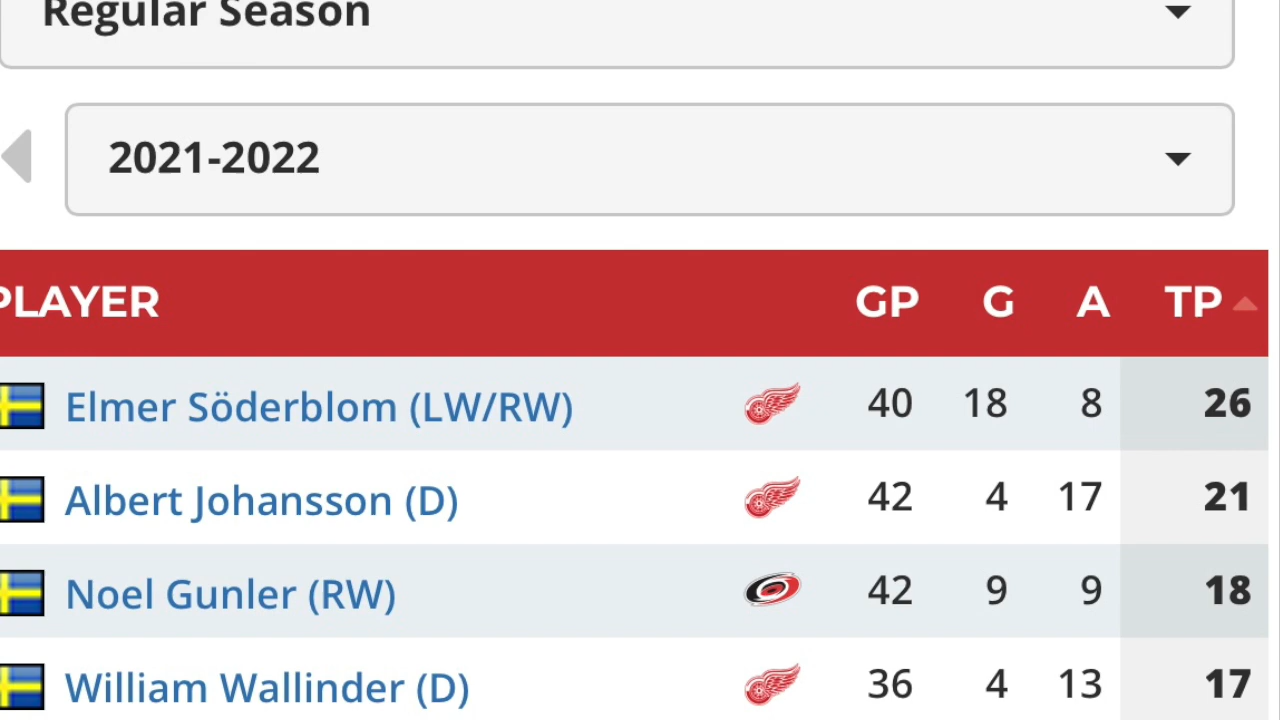 Regular Season
2021-2022
PLAYER GP G A TP
Elmer Söderblom (LW/RW) 40 18 8 26
Albert Johansson (D) 42 4 17 21
Noel Gunler (RW) 42 9 9 18
William Wallinder (D) 36 4 13 17